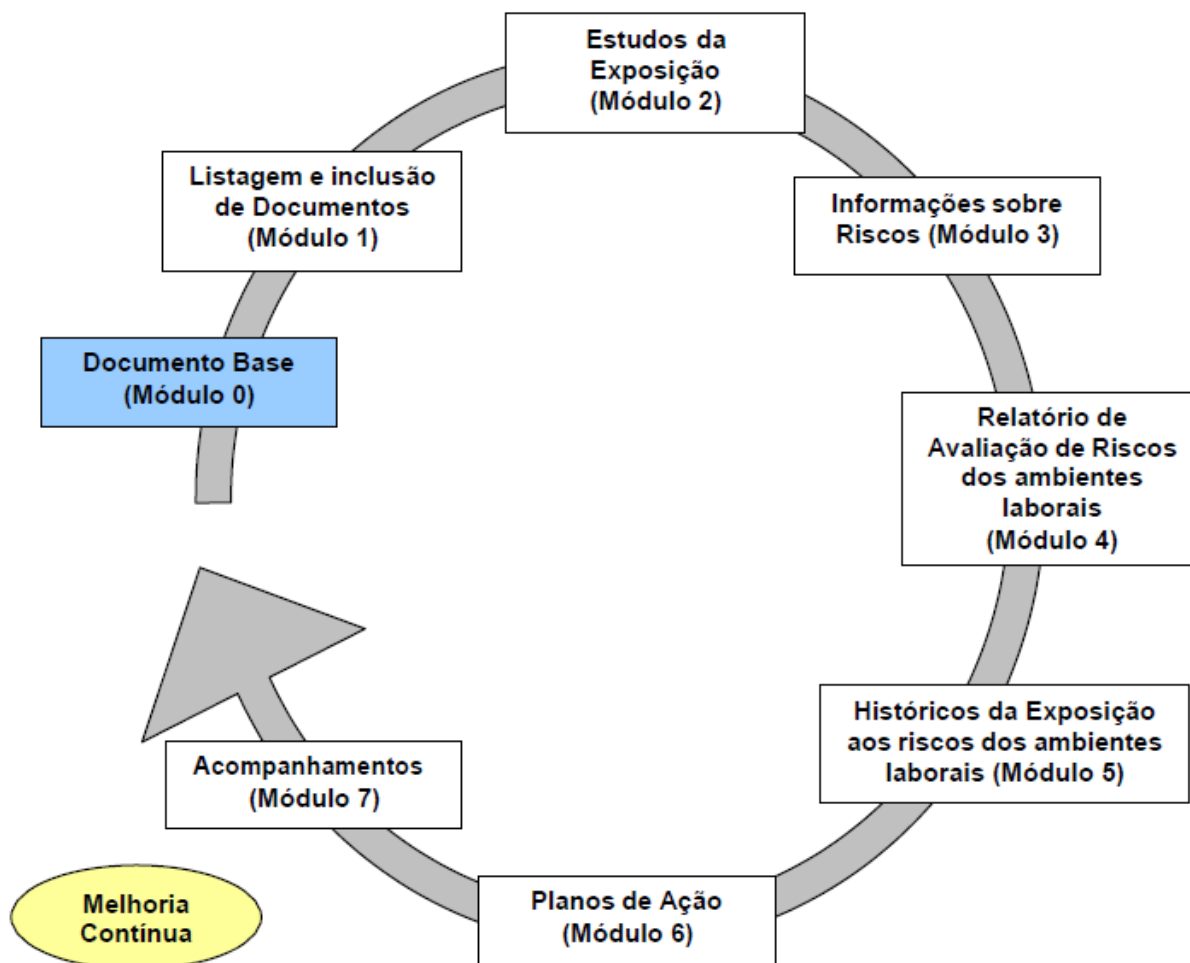 Estudos da
Exposição
(Módulo 2)
Listagem e inclusão
de Documentos
(Módulo 1)
Informações sobre
Riscos (Módulo 3)
Documento Base
(Módulo 0)
Relatório de
Avaliação de Riscos
dos ambientes
laborais
(Módulo 4)
Históricos da Exposição
aos riscos dos ambientes
laborais (Módulo 5)
Acompanhamentos
(Módulo 7)
Planos de Ação
(Módulo 6)
Melhoria
Contínua